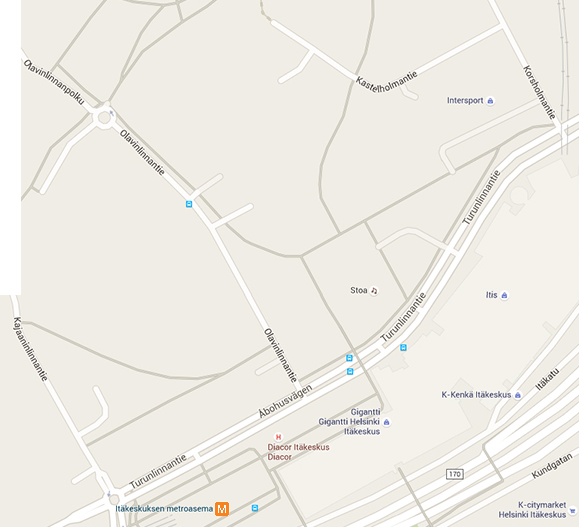 Olavinlinnanpolku
Olavinlinnantie
Kastelholmantie
Korsholmantie
Intersport
Turunlinnantie
Stoa
Itis
Turunlinnantie
Kajaaninlinnantie
Olavinlinnantie
Åbohusvägen
Itäkatu
K-Kenkä Itäkeskus
Gigantti
Gigantti Helsinki
Itäkeskus
H
Diacor Itäkeskus
Diacor
Turunlinnantie
170
Kundgatan
Itäkeskuksen metroasema M
K-citymarket
Helsinki Itäkeskus